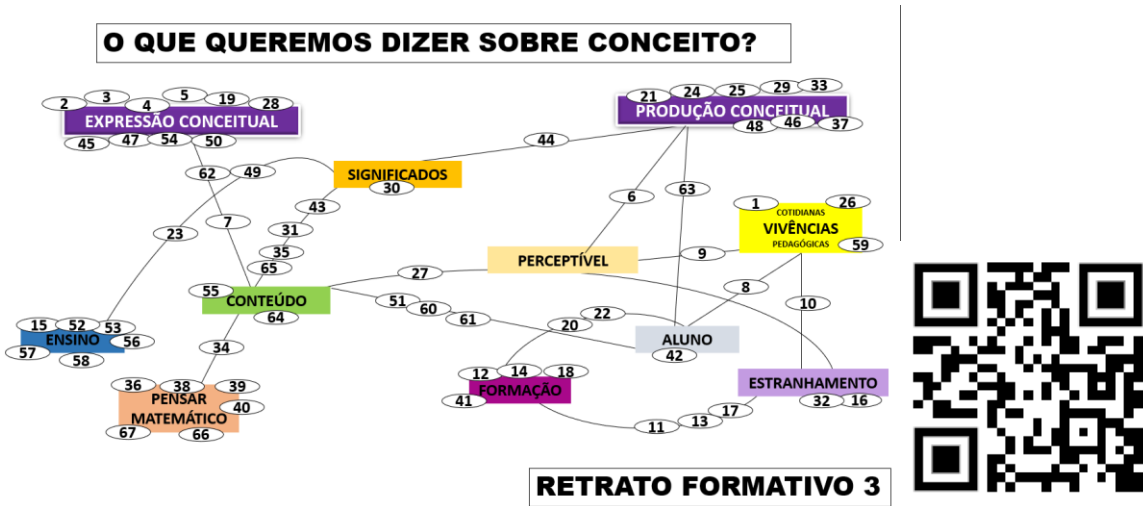 O QUE QUEREMOS DIZER SOBRE CONCEITO?
2 3 4 5 19 28
EXPRESSÃO CONCEITUAL
45 47 54 50
21 24 25 29 33
PRODUÇÃO CONCEITUAL
48 46 37
44
62 49
SIGNIFICADOS
30
43
6 63
1 26
COTIDIANAS
VIVÊNCIAS
PEDAGÓGICAS
59
7
31
23
35
65
PERCEPTÍVEL
9
27
55
CONTEÚDO
64
51 60 61
8
10
20 22
15 52 53
ENSINO
56
57 58
34
ALUNO
42
12 14 18
FORMAÇÃO
41
ESTRANHAMENTO
32 16
36 38 39
PENSAR
MATEMÁTICO
40
67 66
11 13 17
RETRATO FORMATIVO 3